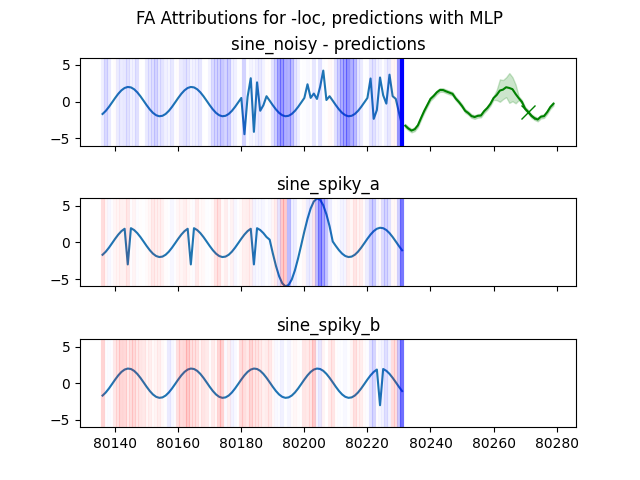 FA Attributions for -loc, predictions with MLP
sine_noisy - predictions
5
0
−5
sine_spiky_a
5
0
−5
sine_spiky_b
5
0
−5
80140 80160 80180 80200 80220 80240 80260 80280